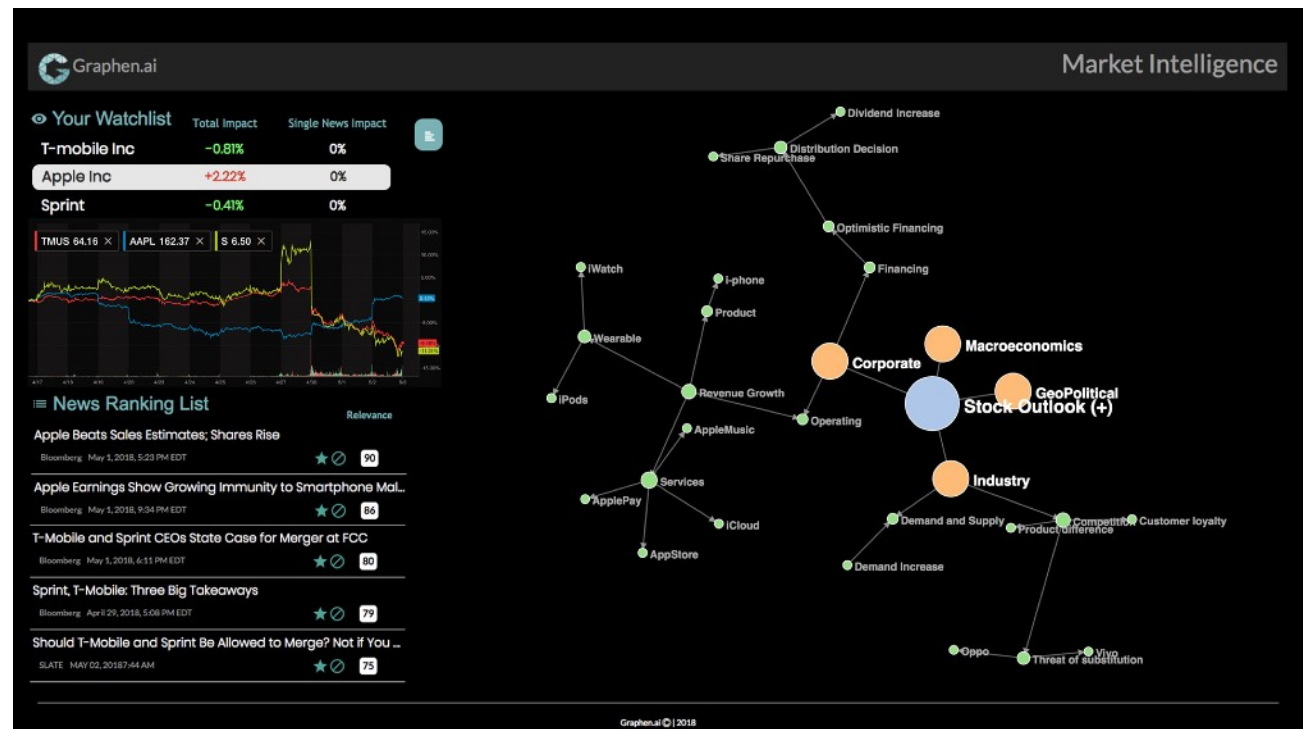 Graphen.ai
Market Intelligence
Your Watchlist Total Impact Single News Impact
T-mobile Inc -0.81% 0%
Apple Inc +2.22% 0%
Sprint -0.41% 0%
TMUS 64.16 × AAPL 162.37 × S 6.50 ×
News Ranking List
Relevance
Apple Beats Sales Estimates; Shares Rise
Bloomberg May 1, 2018, 5:23 PM EDT 90
Apple Earnings Show Growing Immunity to Smartphone Mal...
Bloomberg May 1, 2018, 9:34 PM EDT 86
T-Mobile and Sprint CEOs State Case for Merger at FCC
Bloomberg May 1, 2018, 6:11 PM EDT 80
Sprint, T-Mobile: Three Big Takeaways
Bloomberg April 29, 2018, 5:08 PM EDT 79
Should T-Mobile and Sprint Be Allowed to Merge? Not if You ...
SLATE MAY 02, 20187:44 AM 75
Dividend Increase
Distribution Decision
Share Repurchase
Optimistic Financing
Financing
iWatch
i-phone
Product
Wearable
Macroeconomics
Corporate
Revenue Growth
GeoPolitical
iPods
Stock Outlook (+)
Operating
AppleMusic
Services
Industry
ApplePay
iCloud
Demand and Supply
Competition
Customer loyalty
Product difference
AppStore
Demand Increase
Oppo
Vivo
Threat of substitution
Graphen.ai © | 2018